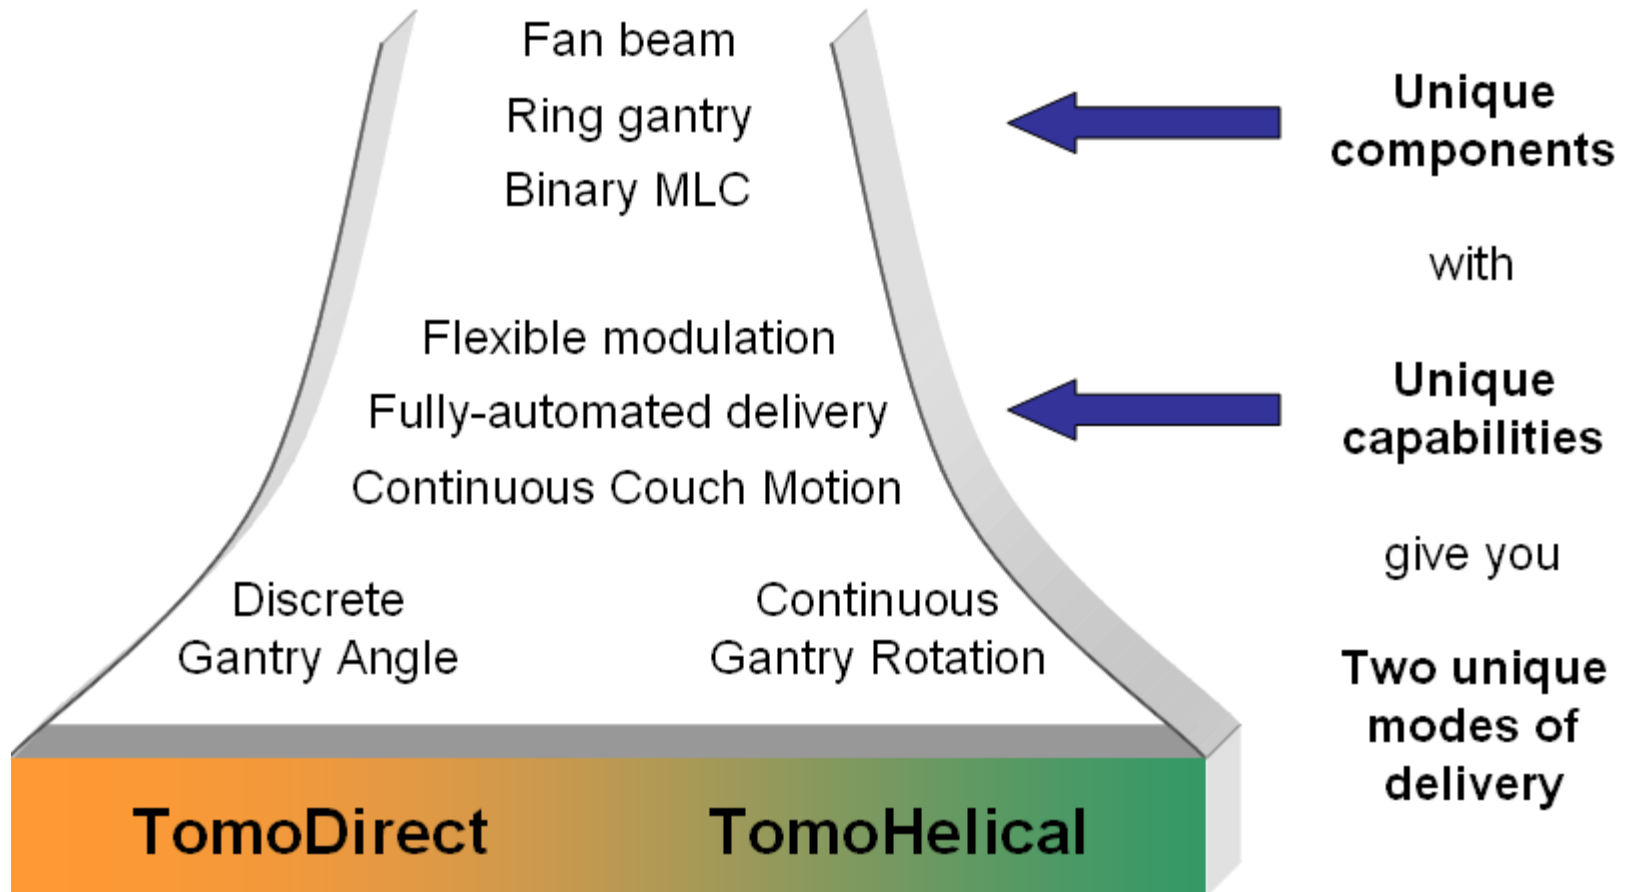 Fan beam
Ring gantry
Binary MLC
Unique
components
with
Flexible modulation
Fully-automated delivery
Continuous Couch Motion
Unique
capabilities
give you
Discrete
Gantry Angle
Continuous
Gantry Rotation
Two unique
modes of
delivery
TomoDirect
TomoHelical